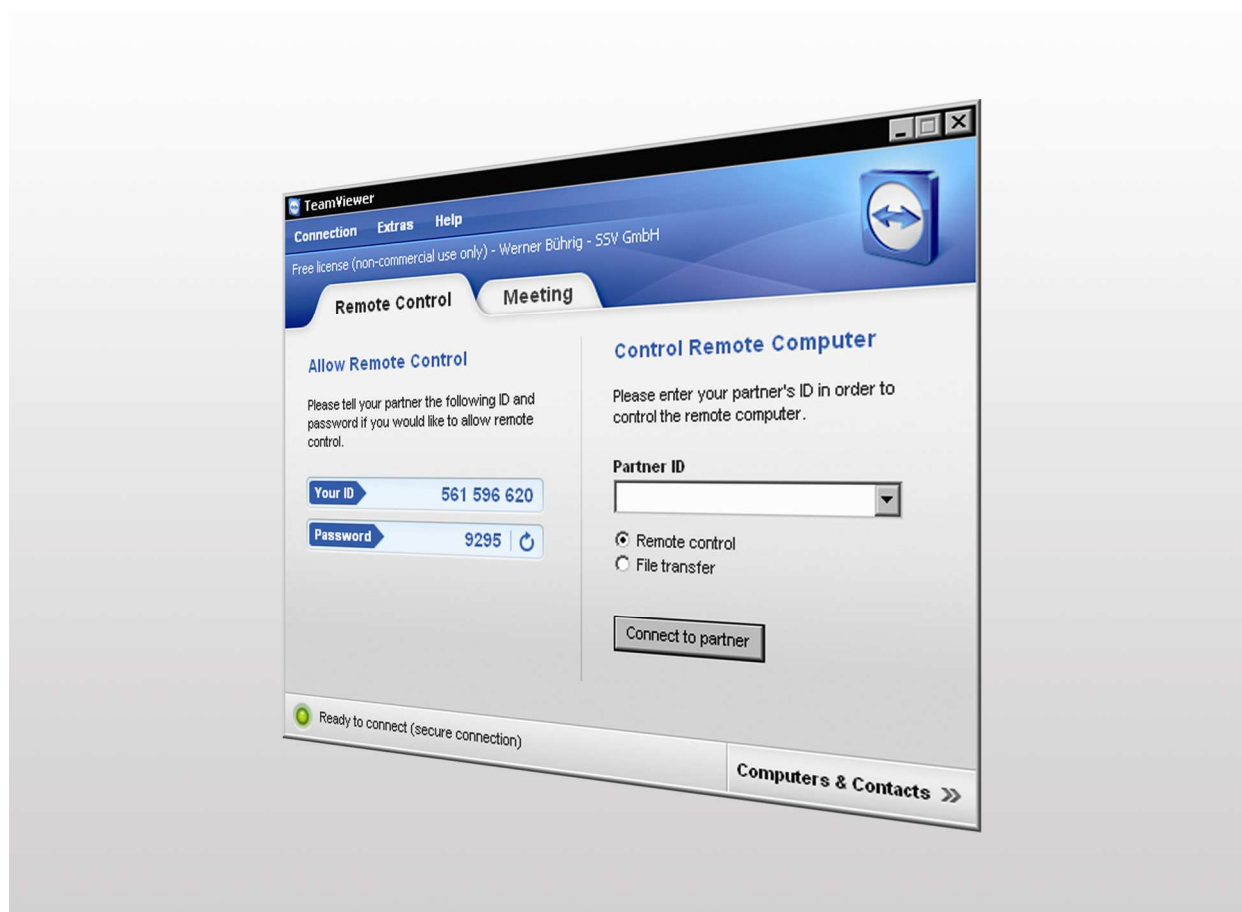 TeamViewer
Connection Extras Help
Free license (non-commercial use only) - Werner Bührig - SSV GmbH
Remote Control Meeting
Allow Remote Control
Please tell your partner the following ID and
password if you would like to allow remote
control.
Your ID 561 596 620
Password 9295
Control Remote Computer
Please enter your partner's ID in order to
control the remote computer.
Partner ID
Remote control
File transfer
Connect to partner
Ready to connect (secure connection)
Computers & Contacts